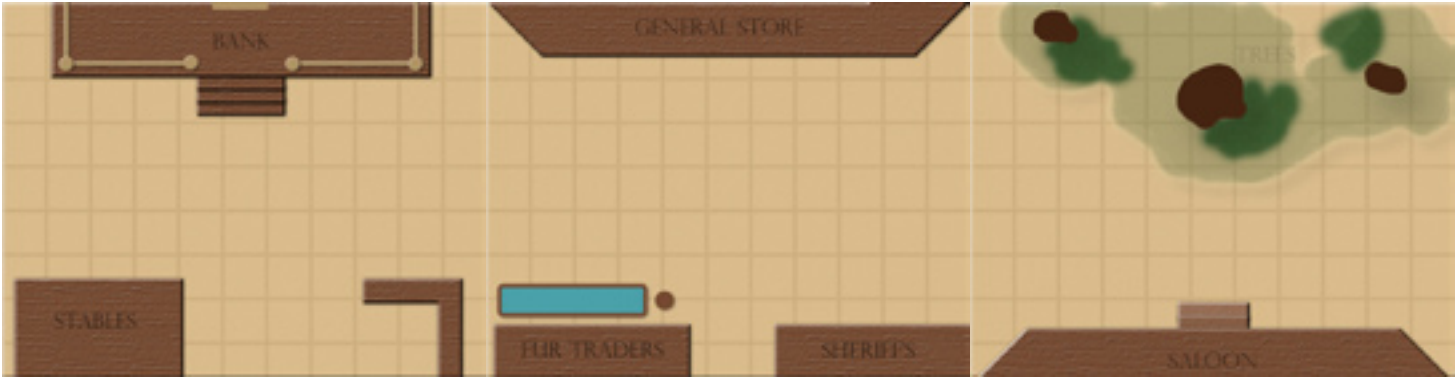 BANK
GENERAL STORE
TREES
STABLES
FUR TRADERS
SHERIFFS
SALOON